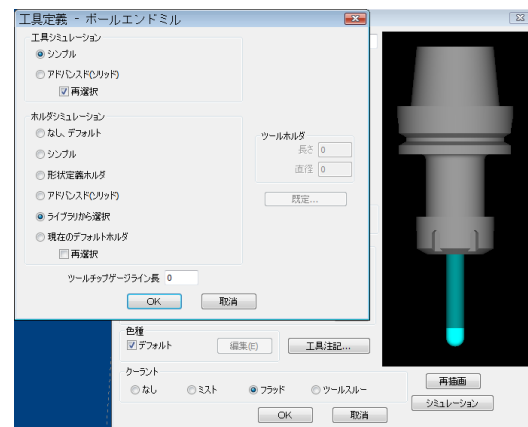 工具定義 - ボールエンドミル
工具シミュレーション
シンプル
アドバンスド(ソリッド)
再選択
ホルダシミュレーション
なし、デフォルト
シンプル
形状定義ホルダ
アドバンスド(ソリッド)
ライブラリから選択
現在のデフォルトホルダ
再選択
ツールホルダ
長さ 0
直径 0
既定...
ツールチップゲージライン長 0
OK 取消
色種
デフォルト 編集(E) 工具注記...
クーラント
なし ミスト フラッド ツールスルー
再描画
シミュレーション
OK 取消